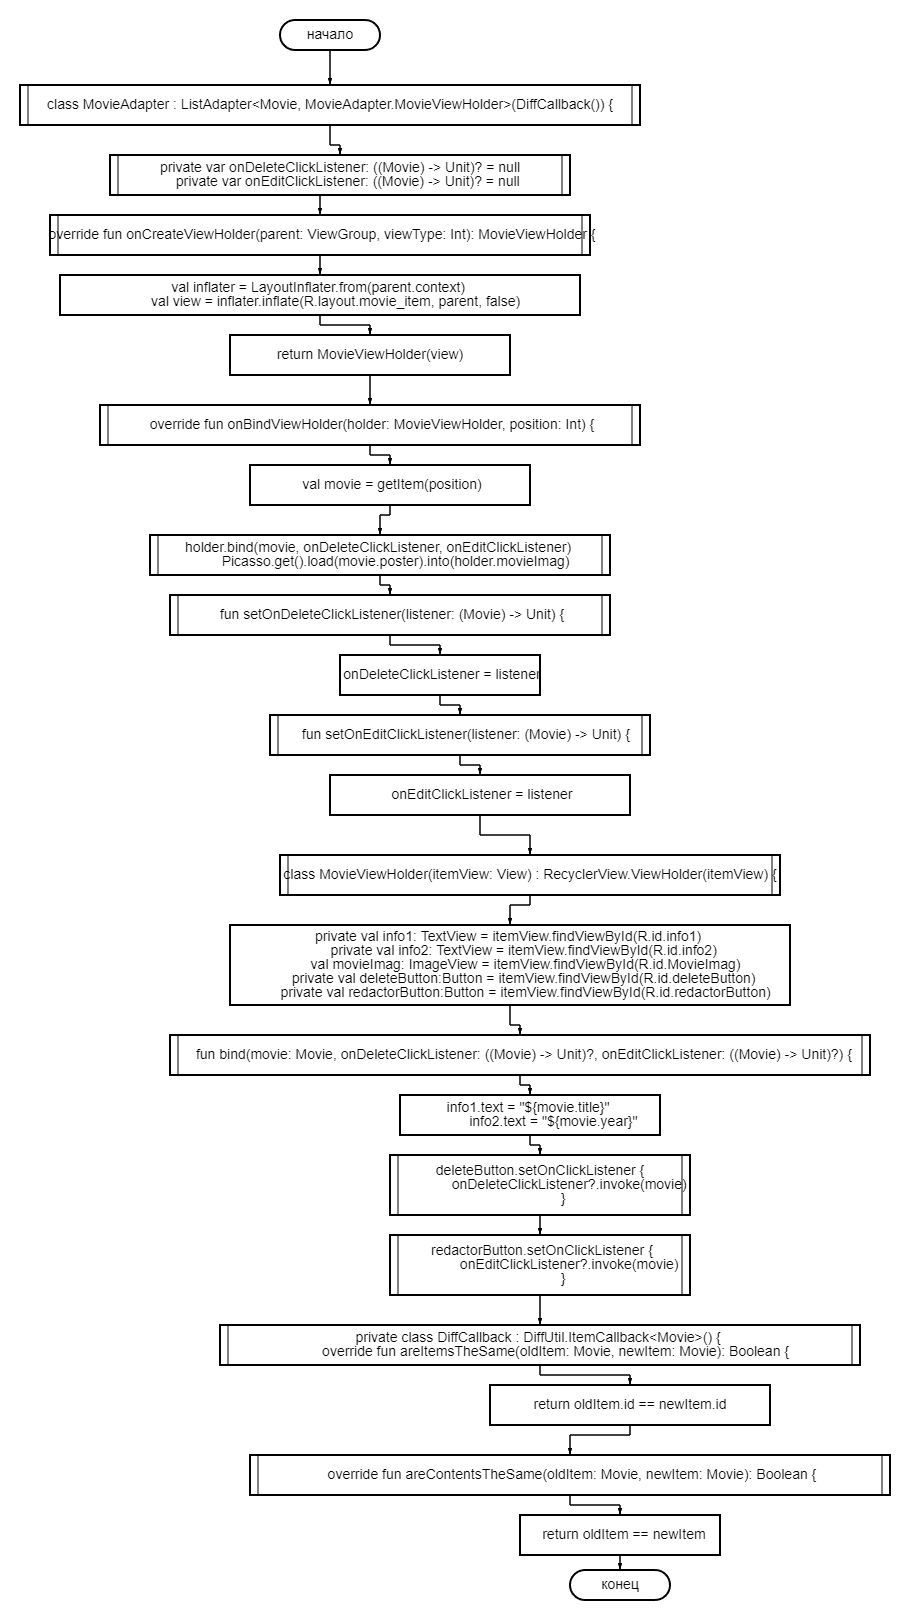 начало
class MovieAdapter : ListAdapter<Movie, MovieAdapter.MovieViewHolder>(DiffCallback()) {
private var onDeleteClickListener: ((Movie) -> Unit)? = null
private var onEditClickListener: ((Movie) -> Unit)? = null
override fun onCreateViewHolder(parent: ViewGroup, viewType: Int): MovieViewHolder {
val inflater = LayoutInflater.from(parent.context)
val view = inflater.inflate(R.layout.movie_item, parent, false)
return MovieViewHolder(view)
override fun onBindViewHolder(holder: MovieViewHolder, position: Int) {
val movie = getItem(position)
holder.bind(movie, onDeleteClickListener, onEditClickListener)
Picasso.get().load(movie.poster).into(holder.movieImag)
fun setOnDeleteClickListener(listener: (Movie) -> Unit) {
onDeleteClickListener = listener
fun setOnEditClickListener(listener: (Movie) -> Unit) {
onEditClickListener = listener
class MovieViewHolder(itemView: View) : RecyclerView.ViewHolder(itemView) {
private val info1: TextView = itemView.findViewById(R.id.info1)
private val info2: TextView = itemView.findViewById(R.id.info2)
val movieImag: ImageView = itemView.findViewById(R.id.MovieImag)
private val deleteButton:Button = itemView.findViewById(R.id.deleteButton)
private val redactorButton:Button = itemView.findViewById(R.id.redactorButton)
fun bind(movie: Movie, onDeleteClickListener: ((Movie) -> Unit)?, onEditClickListener: ((Movie) -> Unit)?) {
info1.text = "${movie.title}"
info2.text = "${movie.year}"
deleteButton.setOnClickListener {
onDeleteClickListener?.invoke(movie)
}
redactorButton.setOnClickListener {
onEditClickListener?.invoke(movie)
}
private class DiffCallback : DiffUtil.ItemCallback<Movie>() {
override fun areItemsTheSame(oldItem: Movie, newItem: Movie): Boolean {
return oldItem.id == newItem.id
override fun areContentsTheSame(oldItem: Movie, newItem: Movie): Boolean {
return oldItem == newItem
конец